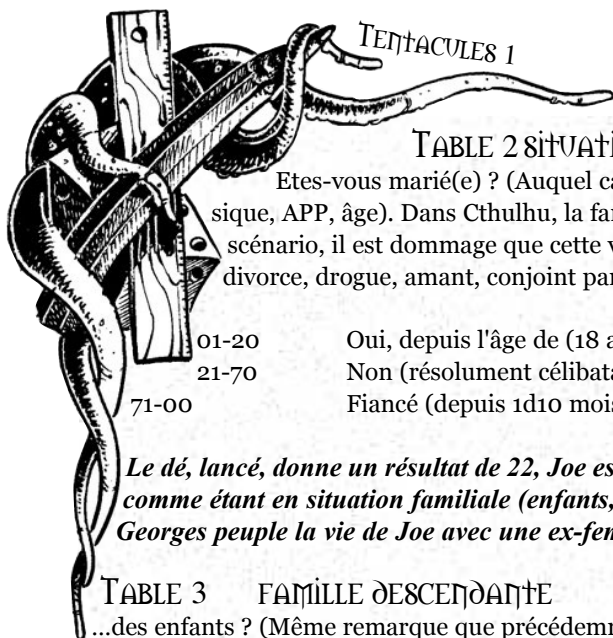 TENTACULES 1
TABLE 2 SITUATI
Etes-vous marié(e) ? (Auquel ca
sique, APP, âge). Dans Cthulhu, la fa
scénario, il est dommage que cette v
divorce, drogue, amant, conjoint par
01-20 Oui, depuis l'âge de (18 a
21-70 Non (résolument céliba
71-00 Fiancé (depuis 1d10 mois
Le dé, lancé, donne un résultat de 22, Joe es
comme étant en situation familiale (enfants,
Georges peuple la vie de Joe avec une ex-fem
TABLE 3 FAMILLE DESCENDANTE
...des enfants ? (Même remarque que précédem